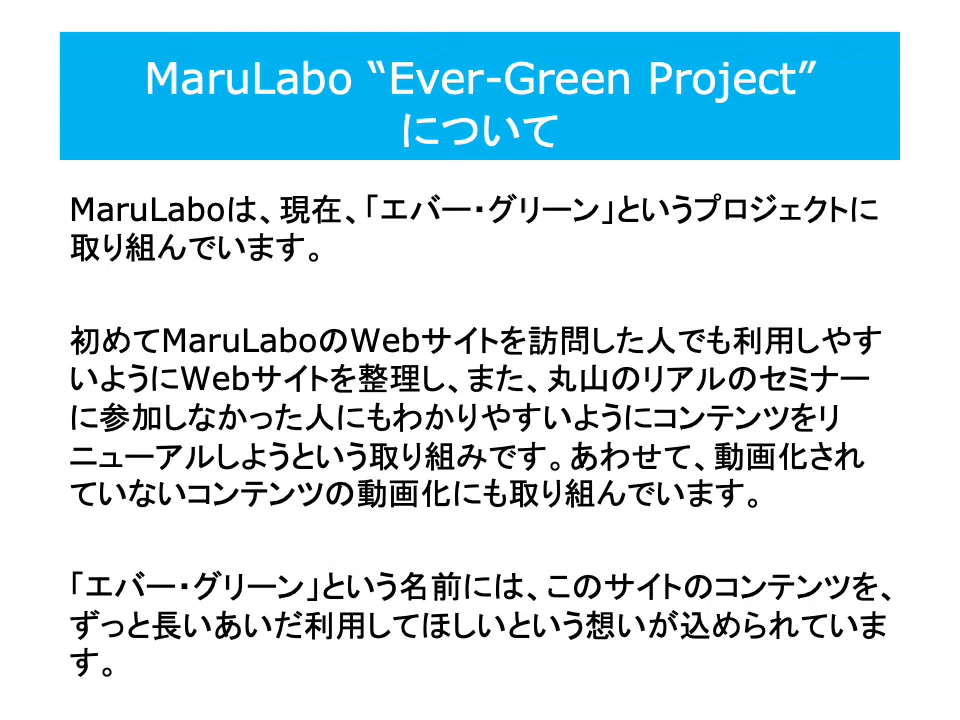 MaruLabo “Ever-Green Project”
について
MaruLaboは、現在、「エバー・グリーン」というプロジェクトに
取り組んでいます。
初めてMaruLaboのWebサイトを訪問した人でも利用しやす
いようにWebサイトを整理し、また、丸山のリアルのセミナー
に参加しなかった人にもわかりやすいようにコンテンツをリ
ニューアルしようという取り組みです。あわせて、動画化され
ていないコンテンツの動画化にも取り組んでいます。
「エバー・グリーン」という名前には、このサイトのコンテンツを、
ずっと長いあいだ利用してほしいという想いが込められていま
す。